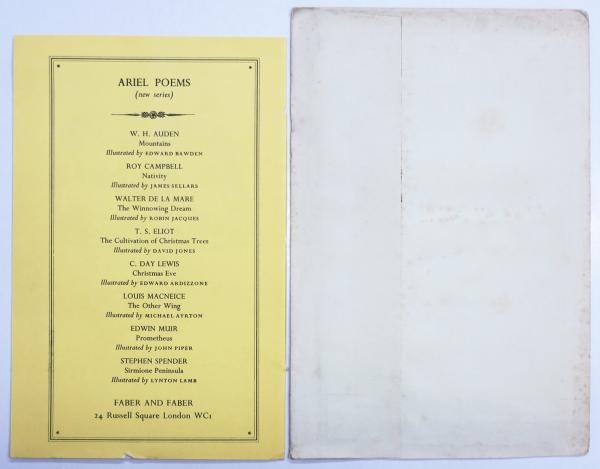 ARIEL POEMS
(new series)
W. H. AUDEN
Mountains
Illustrated by EDWARD BAWDEN
ROY CAMPBELL
Nativity
Illustrated by JAMES SELLARS
WALTER DE LA MARE
The Winnowing Dream
Illustrated by ROBIN JACQUES
T. S. ELIOT
The Cultivation of Christmas Trees
Illustrated by DAVID JONES
C. DAY LEWIS
Christmas Eve
Illustrated by EDWARD ARDIZZONE
LOUIS MACNEICE
The Other Wing
Illustrated by MICHAEL AYRTON
EDWIN MUIR
Prometheus
Illustrated by JOHN PIPER
STEPHEN SPENDER
Sirmione Peninsula
Illustrated by LYNTON LAMB
FABER AND FABER
24 Russell Square London WC1